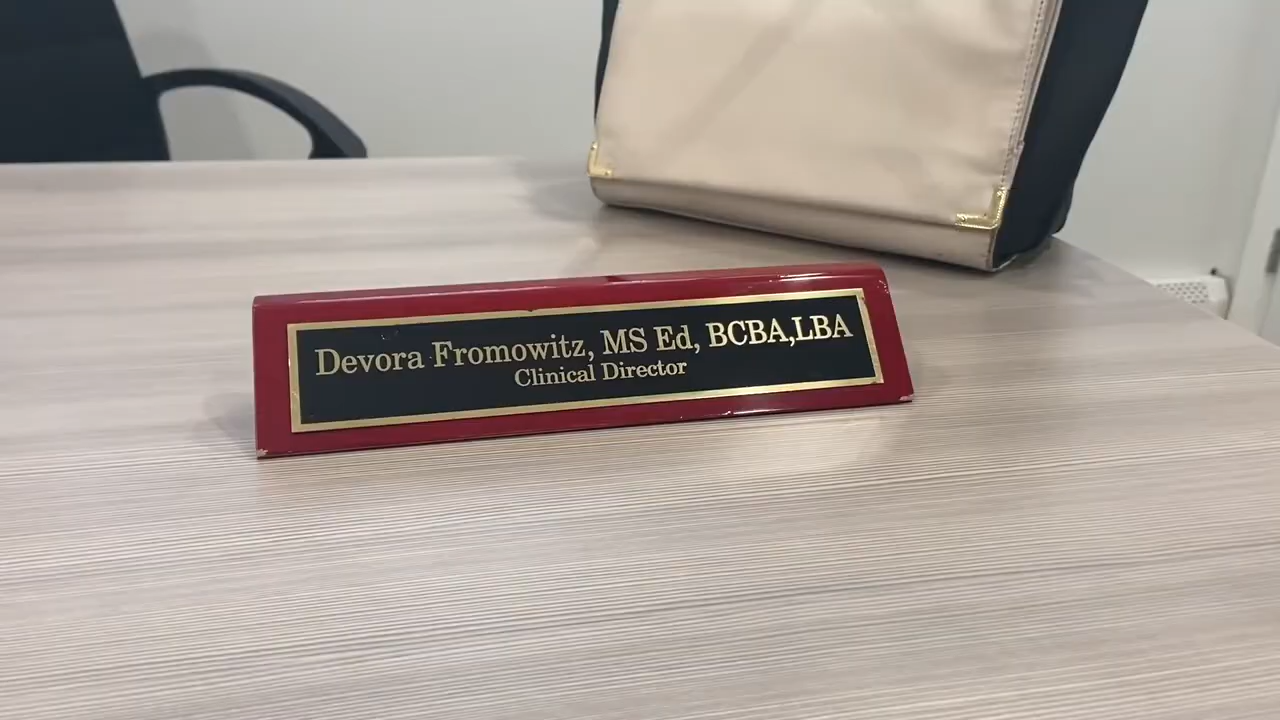 Devora Fromowitz, MS Ed, BCBA,LBA
Clinical Director